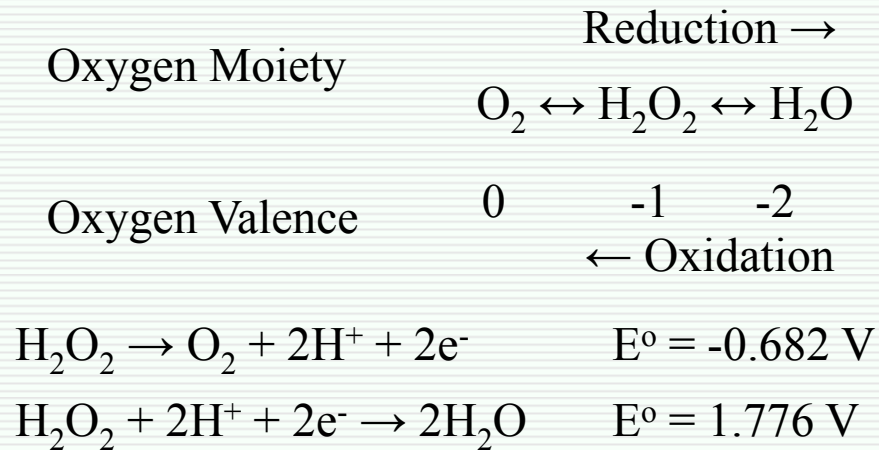 Reduction →
Oxygen Moiety
O₂ ↔ H₂O₂ ↔ H₂O
Oxygen Valence 0 -1 -2
← Oxidation
H₂O₂ → O₂ + 2H⁺ + 2e⁻ Eᵒ = -0.682 V
H₂O₂ + 2H⁺ + 2e⁻ → 2H₂O Eᵒ = 1.776 V